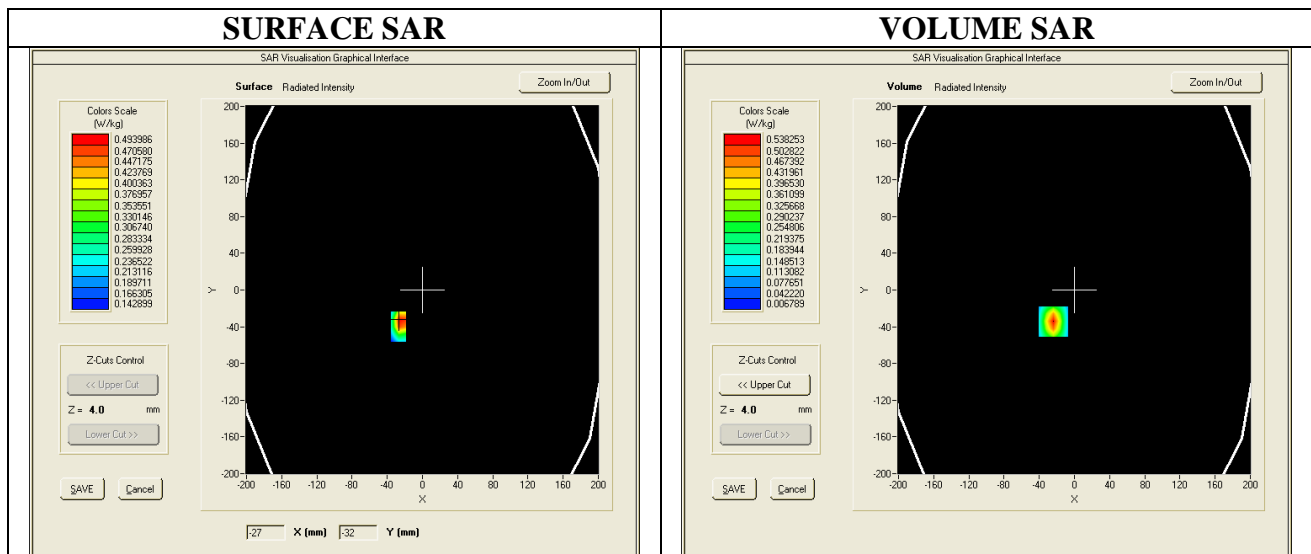 SURFACE SAR
SAR Visualisation Graphical Interface
Surface Radiated Intensity
Zoom In/Out
Colors Scale
(W/kg)
0.493986
0.470580
0.447175
0.423769
0.400363
0.376957
0.353551
0.330146
0.306740
0.283334
0.259928
0.236522
0.213116
0.189711
0.166305
0.142899
200
160
120
80
40
0
-40
-80
-120
-160
-200
Y
-200 -160 -120 -80 -40 0 40 80 120 160 200
X
Z-Cuts Control
<< Upper Cut
Z = 4.0 mm
Lower Cut >>
SAVE Cancel
-27 X (mm) -32 Y (mm)
VOLUME SAR
SAR Visualisation Graphical Interface
Volume Radiated Intensity
Zoom In/Out
Colors Scale
(W/kg)
0.538253
0.502822
0.467392
0.431961
0.396530
0.361099
0.325668
0.290237
0.254806
0.219375
0.183944
0.148513
0.113082
0.077651
0.042220
0.006789
200
160
120
80
40
0
-40
-80
-120
-160
-200
Y
-200 -160 -120 -80 -40 0 40 80 120 160 200
X
Z-Cuts Control
<< Upper Cut
Z = 4.0 mm
Lower Cut >>
SAVE Cancel